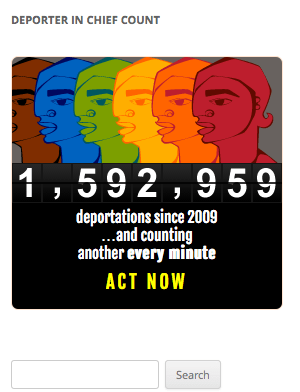 DEPORTER IN CHIEF COUNT
1,592,959
deportations since 2009
...and counting
another every minute
ACT NOW
Search